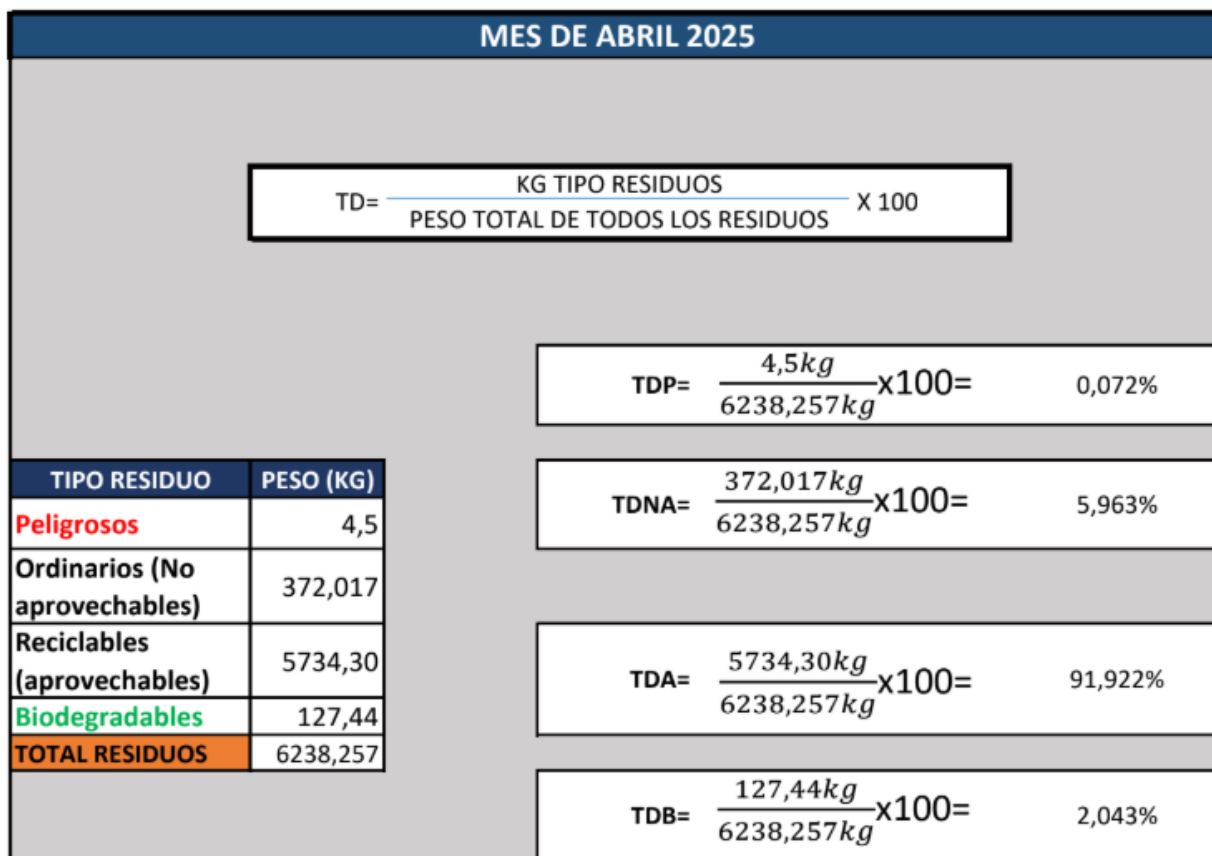 MES DE ABRIL 2025
KG TIPO RESIDUOS
TD= X 100
PESO TOTAL DE TODOS LOS RESIDUOS
4,5kg
TDP= x100= 0,072%
6238,257kg
372,017kg
TDNA= x100= 5,963%
6238,257kg
TIPO RESIDUO PESO (KG)
Peligrosos 4,5
Ordinarios (No
aprovechables) 372,017
Reciclables
(aprovechables) 5734,30
Biodegradables 127,44
TOTAL RESIDUOS 6238,257
5734,30kg
TDA= x100= 91,922%
6238,257kg
127,44kg
TDB= x100= 2,043%
6238,257kg